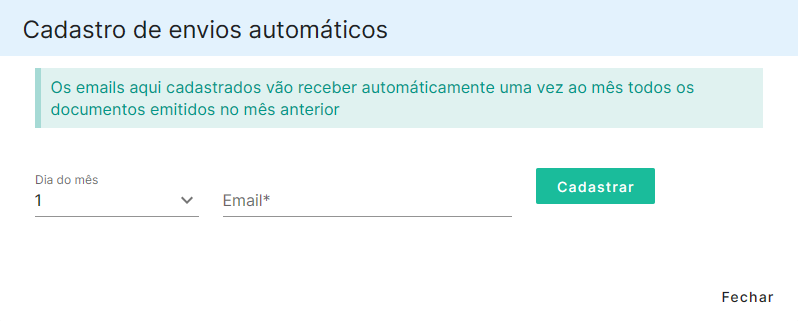 Cadastro de envios automáticos
Os emails aqui cadastrados vão receber automáticamente uma vez ao mês todos os
documentos emitidos no mês anterior
Dia do mês
1
Email*
Cadastrar
Fechar